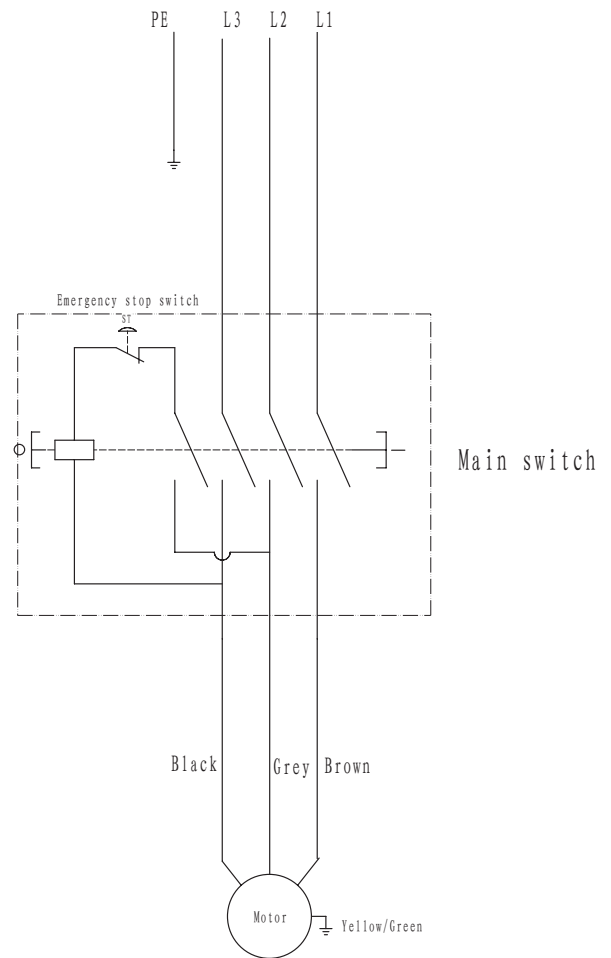 PE L3 L2 L1
Emergency stop switch
ST
Main switch
Black Grey Brown
Motor
Yellow/Green